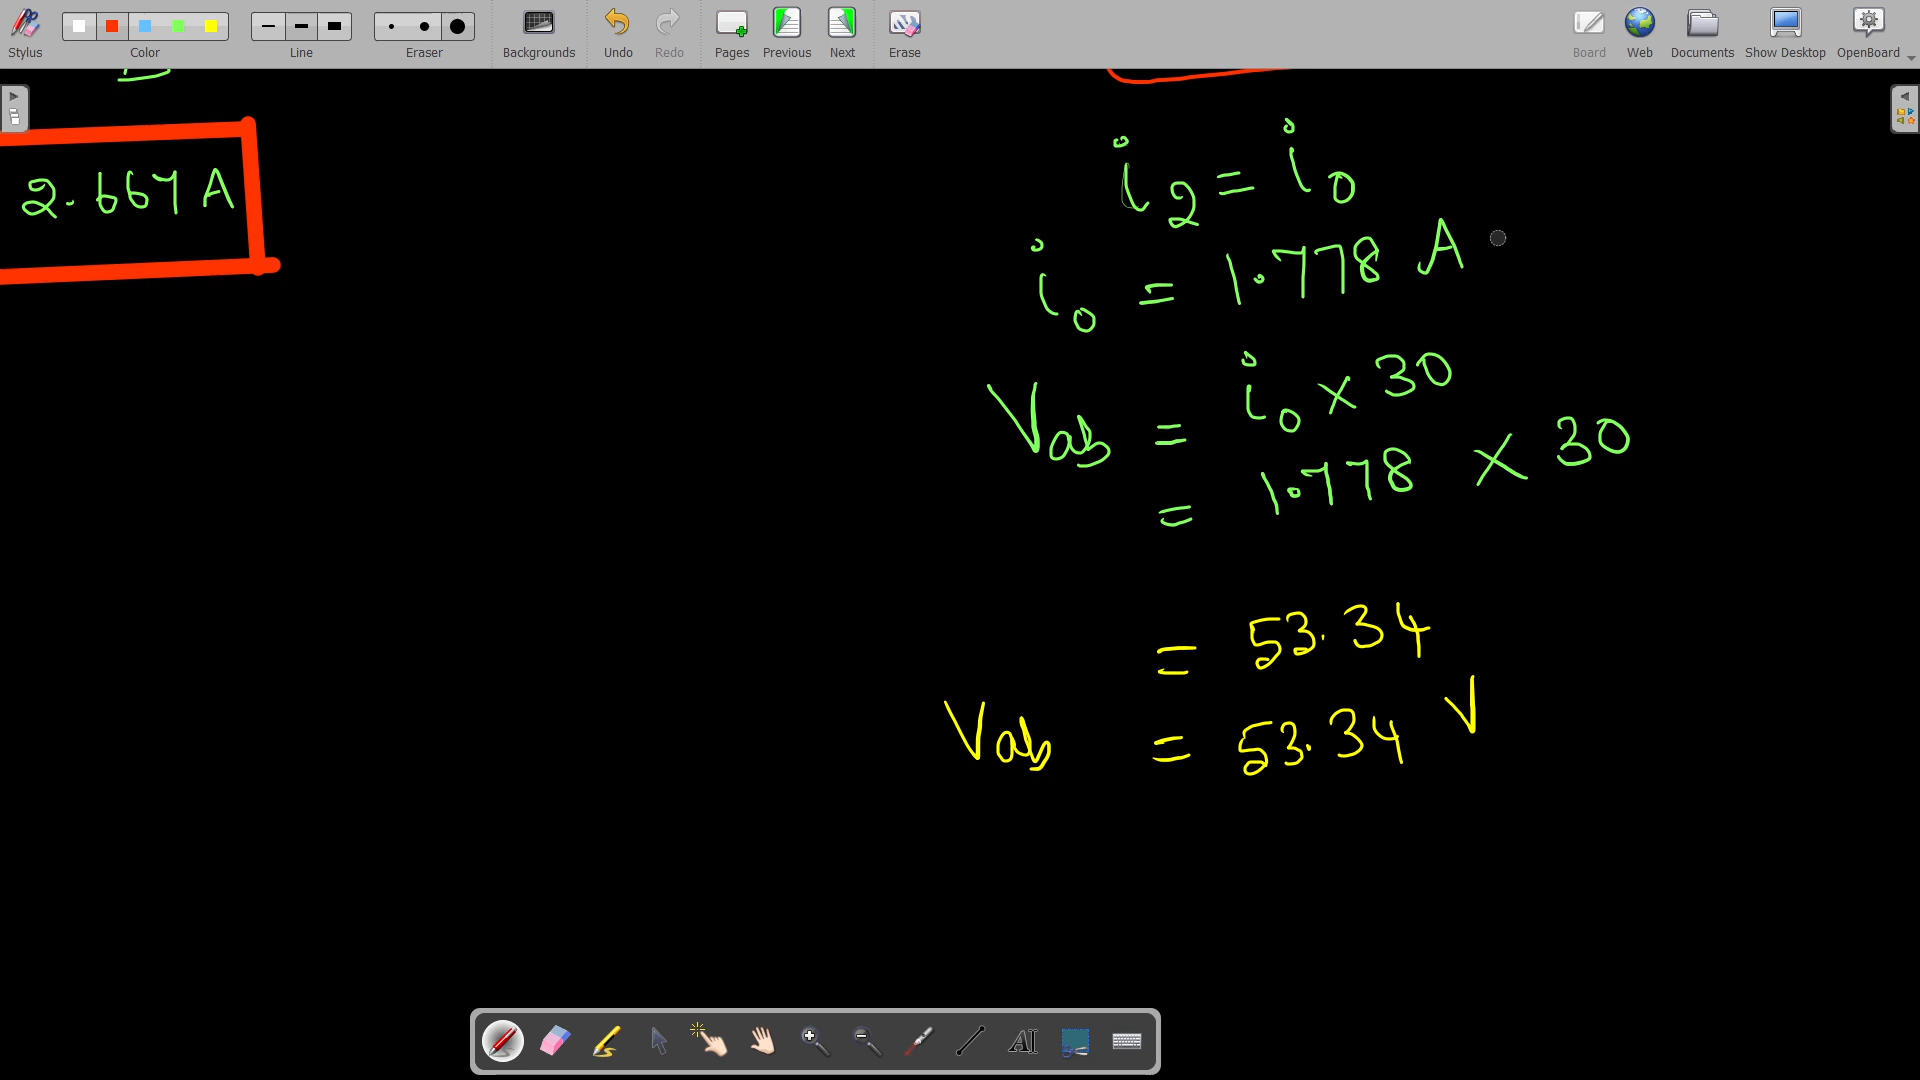 Stylus Color Line Eraser Backgrounds Undo Redo Pages Previous Next Erase Board Web Documents Show Desktop OpenBoard
2.667 A
i2 = i0
i0 = 1.778 A
Vab = i0 × 30
= 1.778 × 30
= 53.34
Vab = 53.34 V
AI